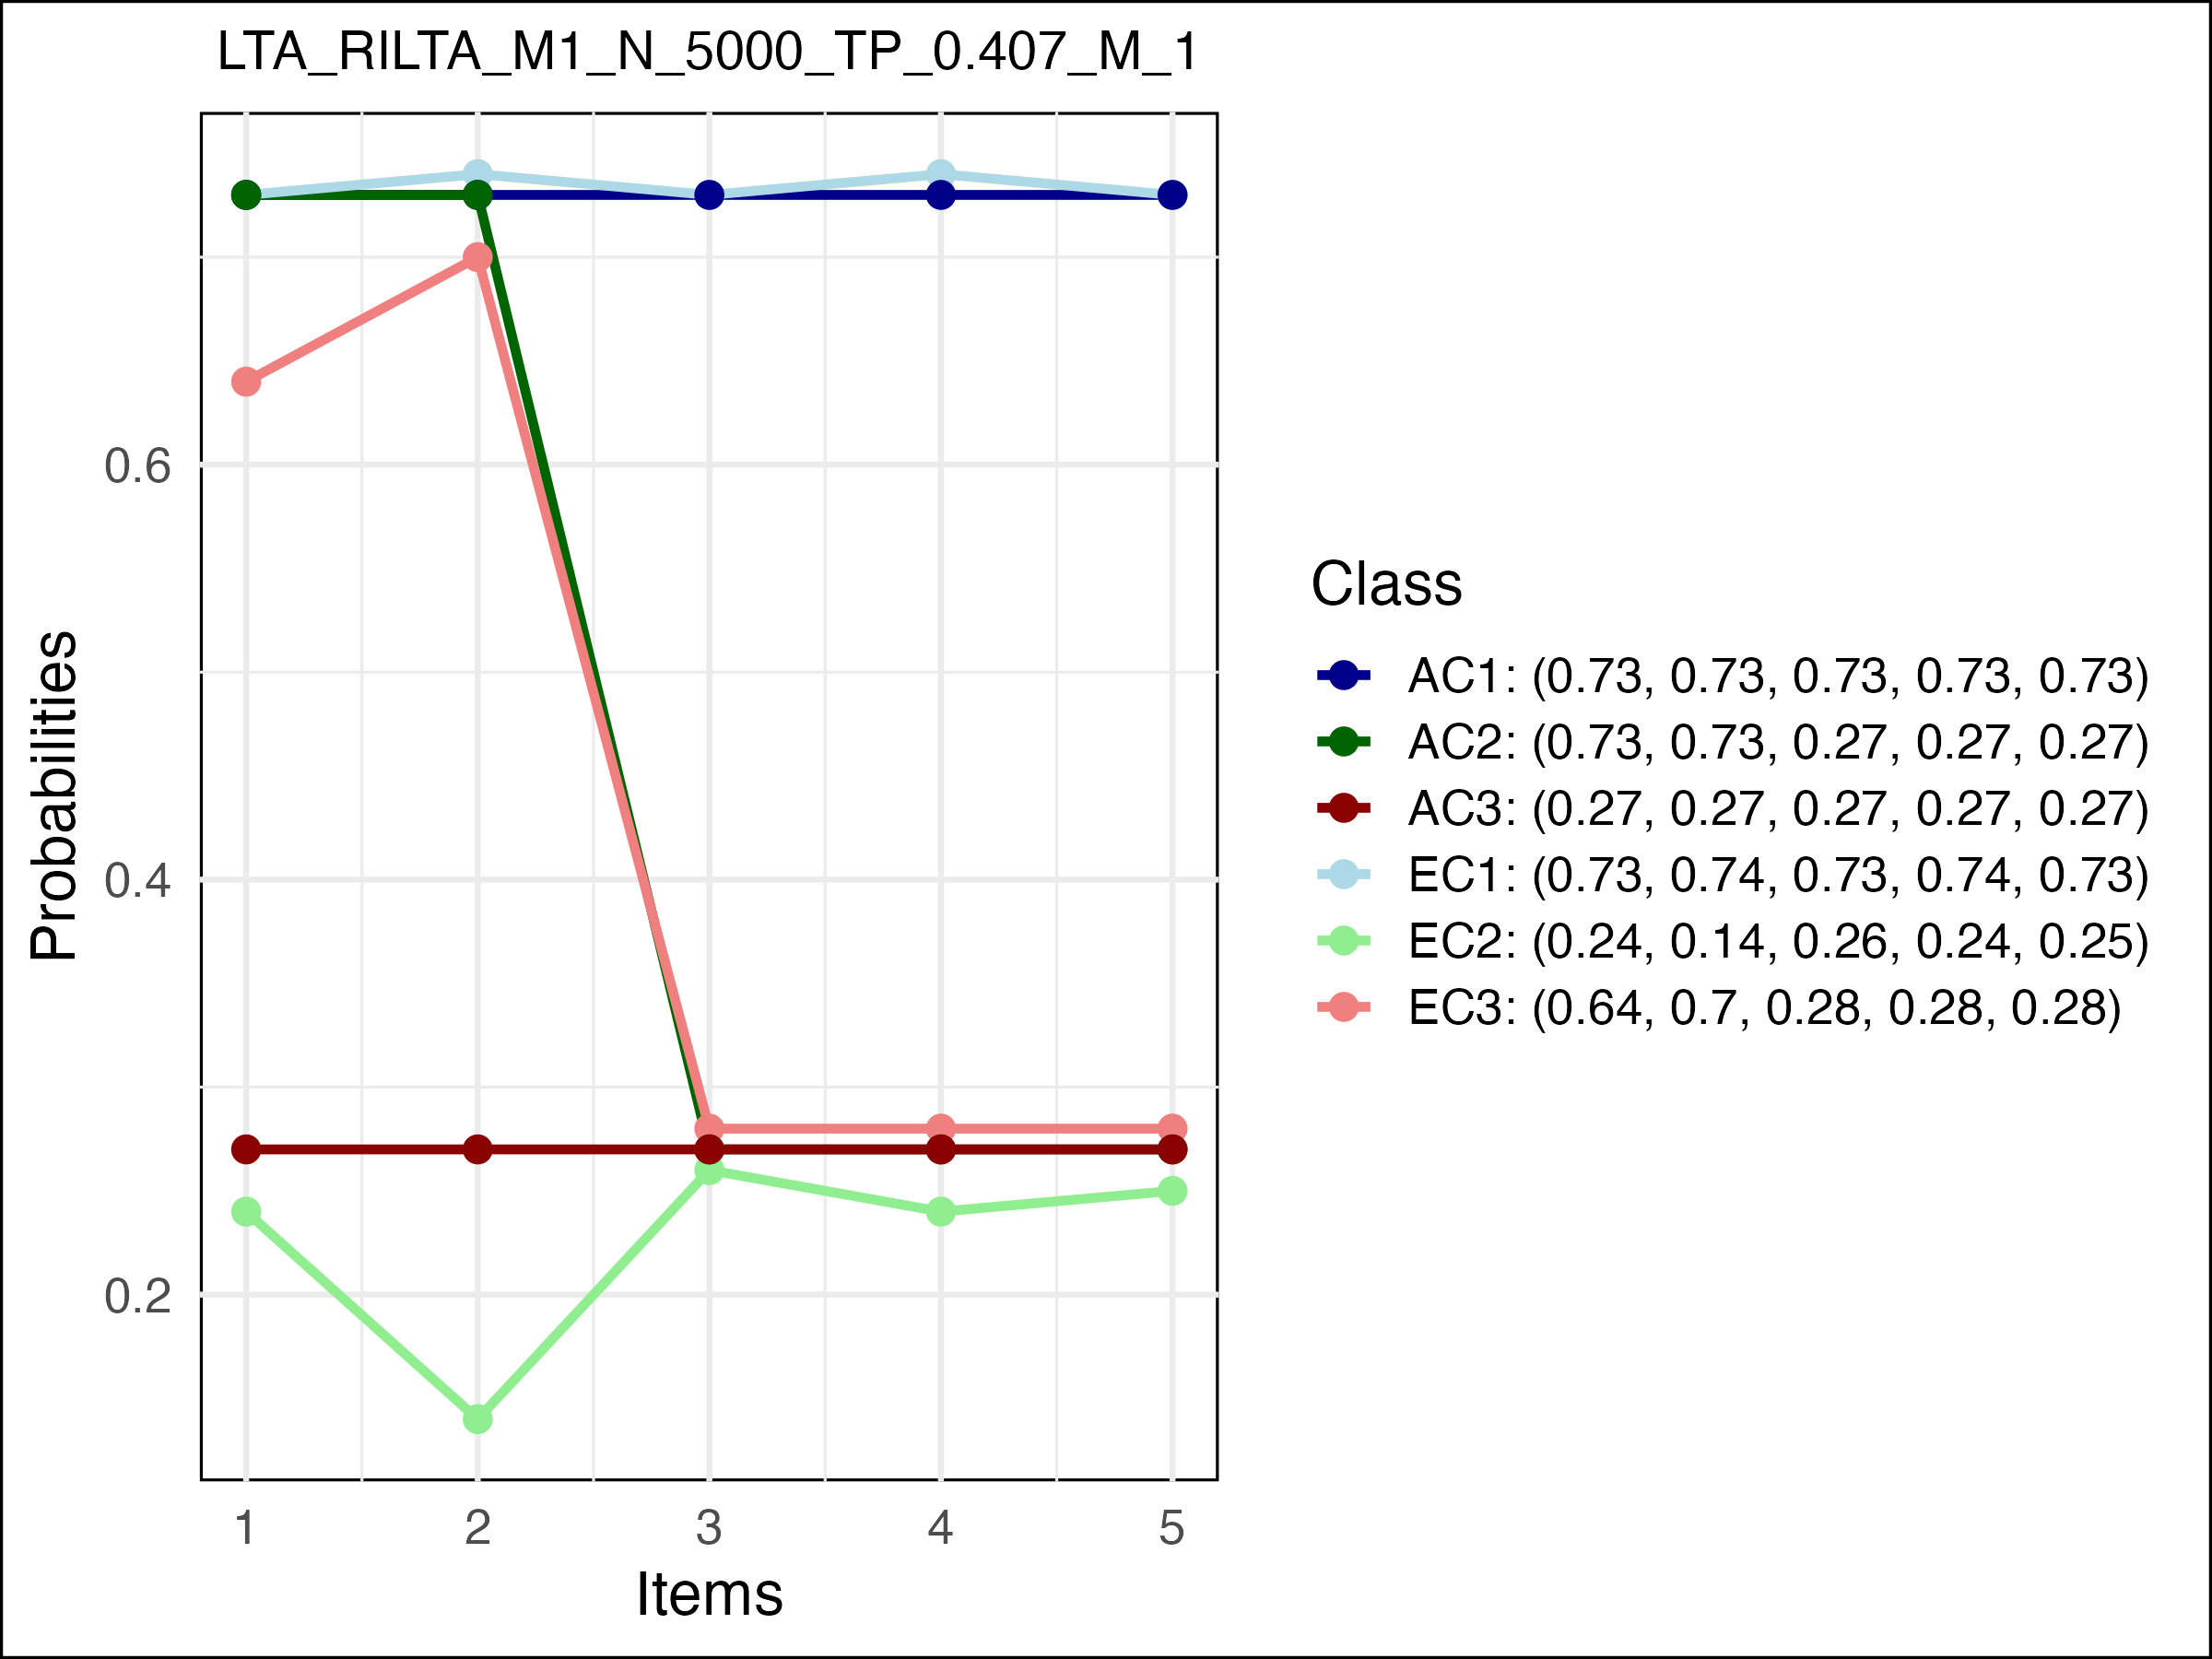 LTA_RILTA_M1_N_5000_TP_0.407_M_1
Probabilities
0.6
0.4
0.2
1 2 3 4 5
Items
Class
AC1: (0.73, 0.73, 0.73, 0.73, 0.73)
AC2: (0.73, 0.73, 0.27, 0.27, 0.27)
AC3: (0.27, 0.27, 0.27, 0.27, 0.27)
EC1: (0.73, 0.74, 0.73, 0.74, 0.73)
EC2: (0.24, 0.14, 0.26, 0.24, 0.25)
EC3: (0.64, 0.7, 0.28, 0.28, 0.28)